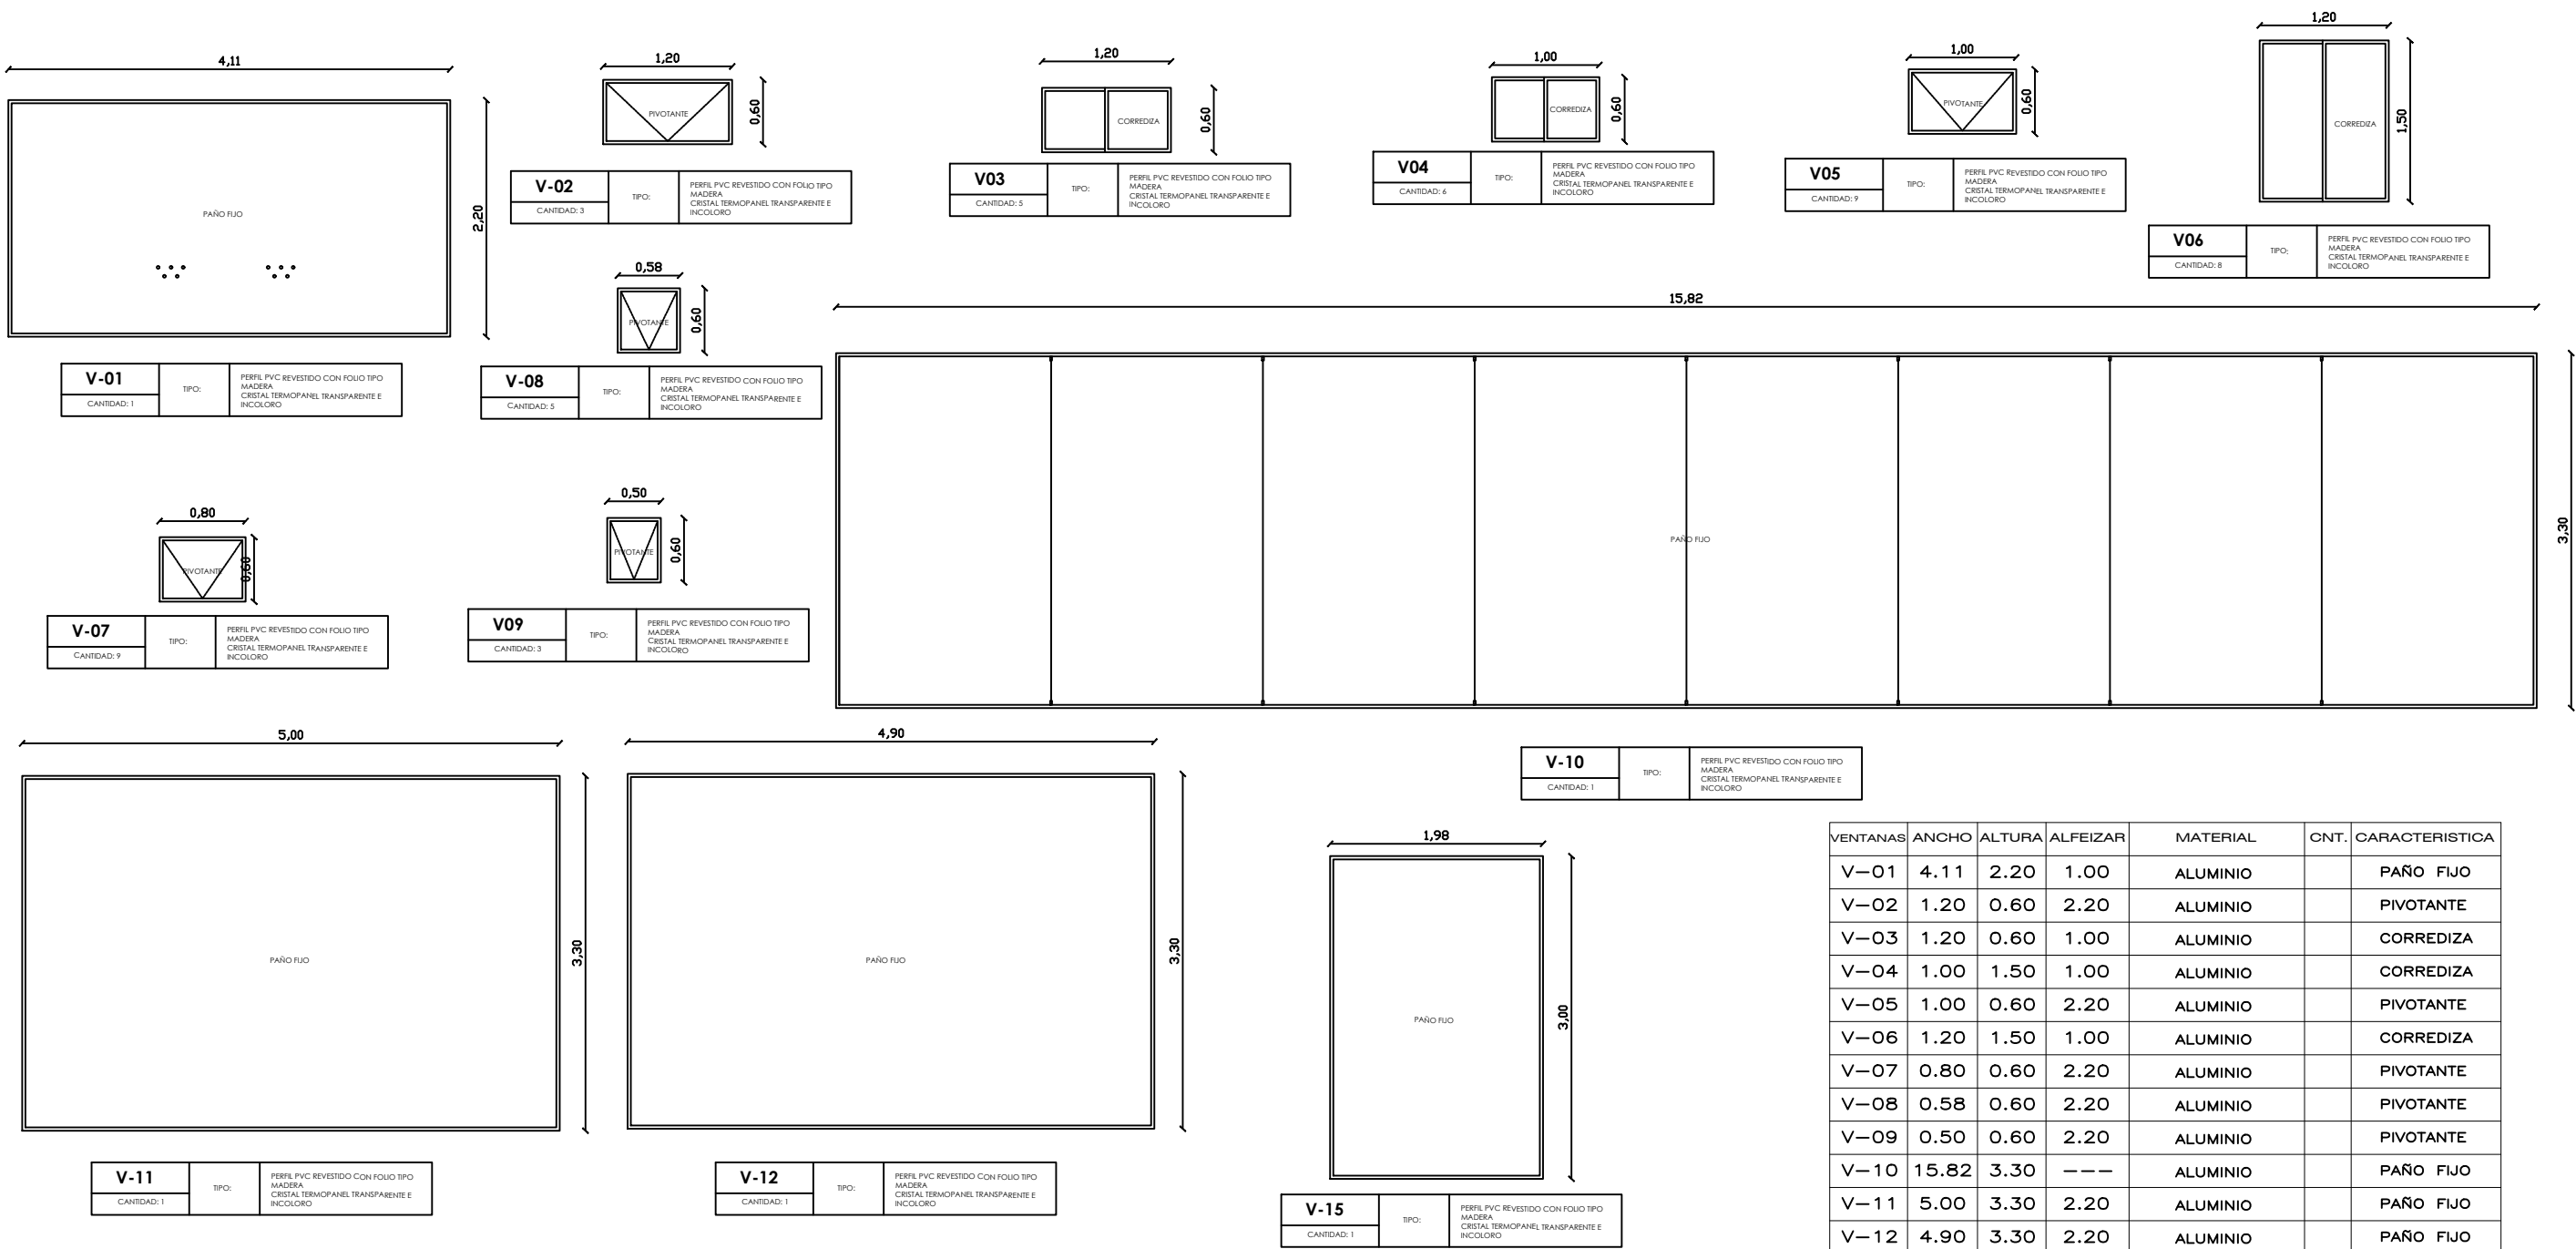 4,11
PAÑO FIJO
2,20
V-01
CANTIDAD: 1
TIPO:
PERFIL PVC REVESTIDO CON FOLIO TIPO
MADERA
CRISTAL TERMOPANEL TRANSPARENTE E
INCOLORO
1,20
PIVOTANTE
0,60
V-02
CANTIDAD: 3
TIPO:
PERFIL PVC REVESTIDO CON FOLIO TIPO
MADERA
CRISTAL TERMOPANEL TRANSPARENTE E
INCOLORO
1,20
CORREDIZA
0,60
V03
CANTIDAD: 5
TIPO:
PERFIL PVC REVESTIDO CON FOLIO TIPO
MADERA
CRISTAL TERMOPANEL TRANSPARENTE E
INCOLORO
1,00
CORREDIZA
0,60
V04
CANTIDAD: 6
TIPO:
PERFIL PVC REVESTIDO CON FOLIO TIPO
MADERA
CRISTAL TERMOPANEL TRANSPARENTE E
INCOLORO
1,00
PIVOTANTE
0,60
V05
CANTIDAD: 9
TIPO:
PERFIL PVC REVESTIDO CON FOLIO TIPO
MADERA
CRISTAL TERMOPANEL TRANSPARENTE E
INCOLORO
1,20
CORREDIZA
1,50
V06
CANTIDAD: 8
TIPO:
PERFIL PVC REVESTIDO CON FOLIO TIPO
MADERA
CRISTAL TERMOPANEL TRANSPARENTE E
INCOLORO
0,58
PIVOTANTE
0,60
V-08
CANTIDAD: 5
TIPO:
PERFIL PVC REVESTIDO CON FOLIO TIPO
MADERA
CRISTAL TERMOPANEL TRANSPARENTE E
INCOLORO
0,80
PIVOTANTE
0,60
V-07
CANTIDAD: 9
TIPO:
PERFIL PVC REVESTIDO CON FOLIO TIPO
MADERA
CRISTAL TERMOPANEL TRANSPARENTE E
INCOLORO
0,50
PIVOTANTE
0,60
V09
CANTIDAD: 3
TIPO:
PERFIL PVC REVESTIDO CON FOLIO TIPO
MADERA
CRISTAL TERMOPANEL TRANSPARENTE E
INCOLORO
15,82
PAÑO FIJO
3,30
V-10
CANTIDAD: 1
TIPO:
PERFIL PVC REVESTIDO CON FOLIO TIPO
MADERA
CRISTAL TERMOPANEL TRANSPARENTE E
INCOLORO
5,00
PAÑO FIJO
3,30
V-11
CANTIDAD: 1
TIPO:
PERFIL PVC REVESTIDO CON FOLIO TIPO
MADERA
CRISTAL TERMOPANEL TRANSPARENTE E
INCOLORO
4,90
PAÑO FIJO
3,30
V-12
CANTIDAD: 1
TIPO:
PERFIL PVC REVESTIDO CON FOLIO TIPO
MADERA
CRISTAL TERMOPANEL TRANSPARENTE E
INCOLORO
1,98
PAÑO FIJO
3,00
V-15
CANTIDAD: 1
TIPO:
PERFIL PVC REVESTIDO CON FOLIO TIPO
MADERA
CRISTAL TERMOPANEL TRANSPARENTE E
INCOLORO
VENTANAS ANCHO ALTURA ALFEIZAR MATERIAL CNT. CARACTERISTICA
V-01 4.11 2.20 1.00 ALUMINIO PAÑO FIJO
V-02 1.20 0.60 2.20 ALUMINIO PIVOTANTE
V-03 1.20 0.60 1.00 ALUMINIO CORREDIZA
V-04 1.00 1.50 1.00 ALUMINIO CORREDIZA
V-05 1.00 0.60 2.20 ALUMINIO PIVOTANTE
V-06 1.20 1.50 1.00 ALUMINIO CORREDIZA
V-07 0.80 0.60 2.20 ALUMINIO PIVOTANTE
V-08 0.58 0.60 2.20 ALUMINIO PIVOTANTE
V-09 0.50 0.60 2.20 ALUMINIO PIVOTANTE
V-10 15.82 3.30 --- ALUMINIO PAÑO FIJO
V-11 5.00 3.30 2.20 ALUMINIO PAÑO FIJO
V-12 4.90 3.30 2.20 ALUMINIO PAÑO FIJO